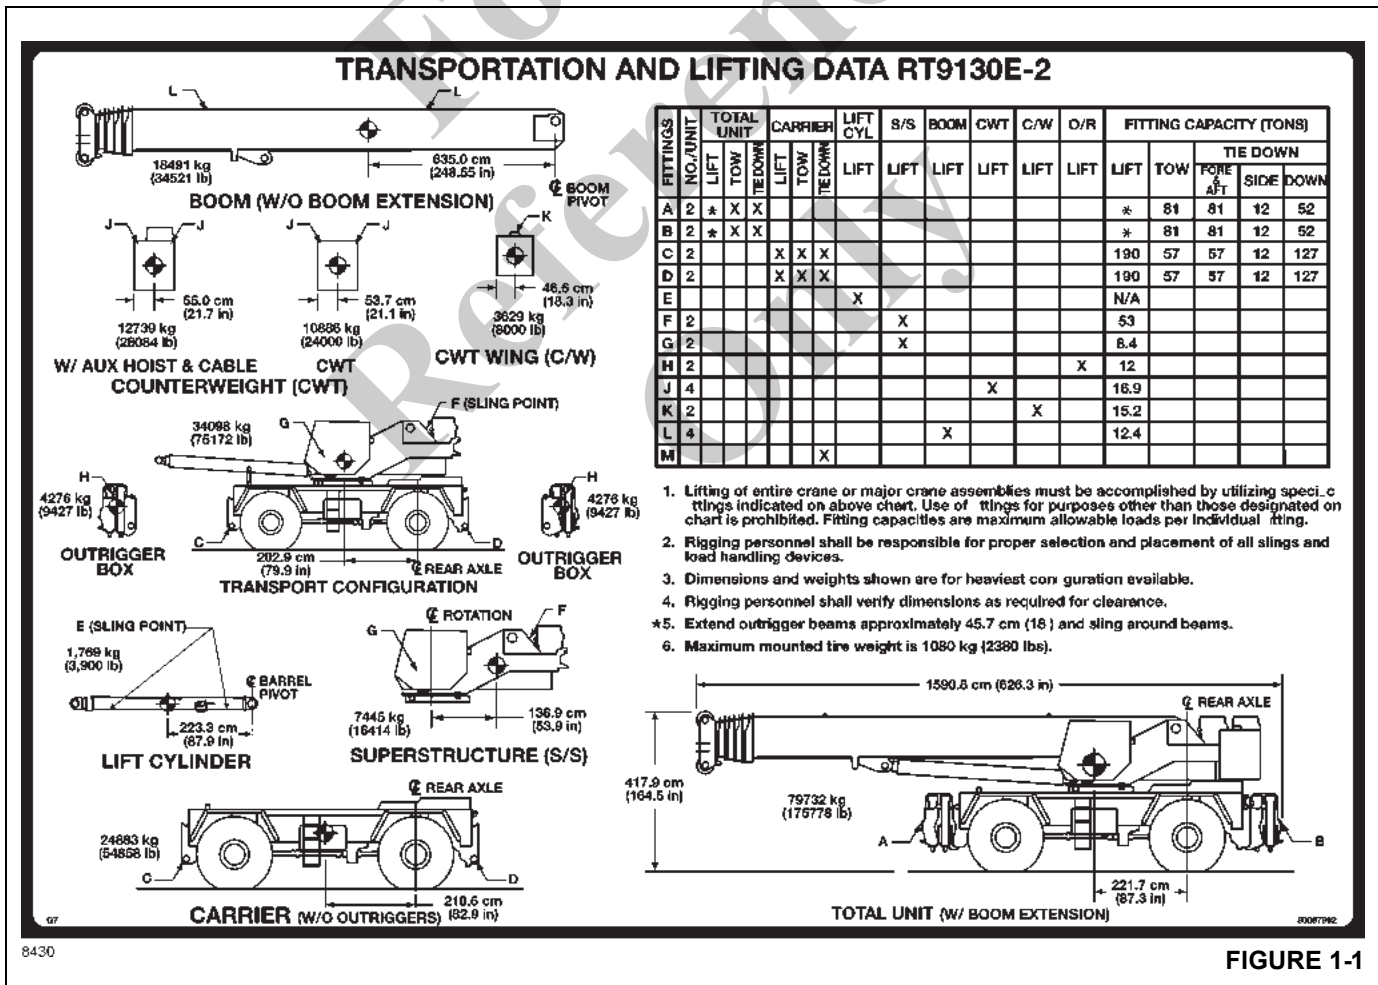 For
Reference
Only
TRANSPORTATION AND LIFTING DATA RT9130E-2
L
L
18491 kg
(34521 lb)
635.0 cm
(248.55 in)
℄ BOOM
PIVOT
BOOM (W/O BOOM EXTENSION)
J J
J J
K
55.0 cm
(21.7 in)
53.7 cm
(21.1 in)
46.5 cm
(18.3 in)
12739 kg
(28084 lb)
10886 kg
(24000 lb)
3629 kg
(8000 lb)
W/ AUX HOIST & CABLE
CWT
CWT WING (C/W)
COUNTERWEIGHT (CWT)
F (SLING POINT)
34098 kg
(75172 lb)
G
H
4276 kg
(9427 lb)
OUTRIGGER
BOX
H
4276 kg
(9427 lb)
OUTRIGGER
BOX
C
D
202.9 cm
(79.9 in)
℄ REAR AXLE
TRANSPORT CONFIGURATION
E (SLING POINT)
1,769 kg
(3,900 lb)
℄ BARREL
PIVOT
223.3 cm
(87.9 in)
LIFT CYLINDER
℄ ROTATION
F
G
7445 kg
(16414 lb)
136.9 cm
(53.9 in)
SUPERSTRUCTURE (S/S)
℄ REAR AXLE
24883 kg
(54858 lb)
C
D
210.6 cm
(82.9 in)
CARRIER (W/O OUTRIGGERS)
97
FITTINGS NO./UNIT TOTAL UNIT CARRIER LIFT CYL S/S BOOM CWT C/W O/R FITTING CAPACITY (TONS)
LIFT TOW TIE DOWN LIFT TOW TIE DOWN LIFT LIFT LIFT LIFT LIFT LIFT LIFT TOW TIE DOWN
FORE & AFT SIDE DOWN
A 2 * X X * 81 81 12 52
B 2 * X X * 81 81 12 52
C 2 X X X 190 57 57 12 127
D 2 X X X 190 57 57 12 127
E X N/A
F 2 X 53
G 2 X 8.4
H 2 X 12
J 4 X 16.9
K 2 X 15.2
L 4 X 12.4
M X
1. Lifting of entire crane or major crane assemblies must be accomplished by utilizing speci_c
ttings indicated on above chart. Use of ttings for purposes other than those designated on
chart is prohibited. Fitting capacities are maximum allowable loads per individual tting.
2. Rigging personnel shall be responsible for proper selection and placement of all slings and
load handling devices.
3. Dimensions and weights shown are for heaviest con guration available.
4. Rigging personnel shall verify dimensions as required for clearance.
*5. Extend outrigger beams approximately 45.7 cm (18 ) and sling around beams.
6. Maximum mounted tire weight is 1080 kg (2380 lbs).
1590.8 cm (626.3 in)
℄ REAR AXLE
417.9 cm
(164.5 in)
79732 kg
(175778 lb)
A
B
221.7 cm
(87.3 in)
TOTAL UNIT (W/ BOOM EXTENSION)
8430
FIGURE 1-1